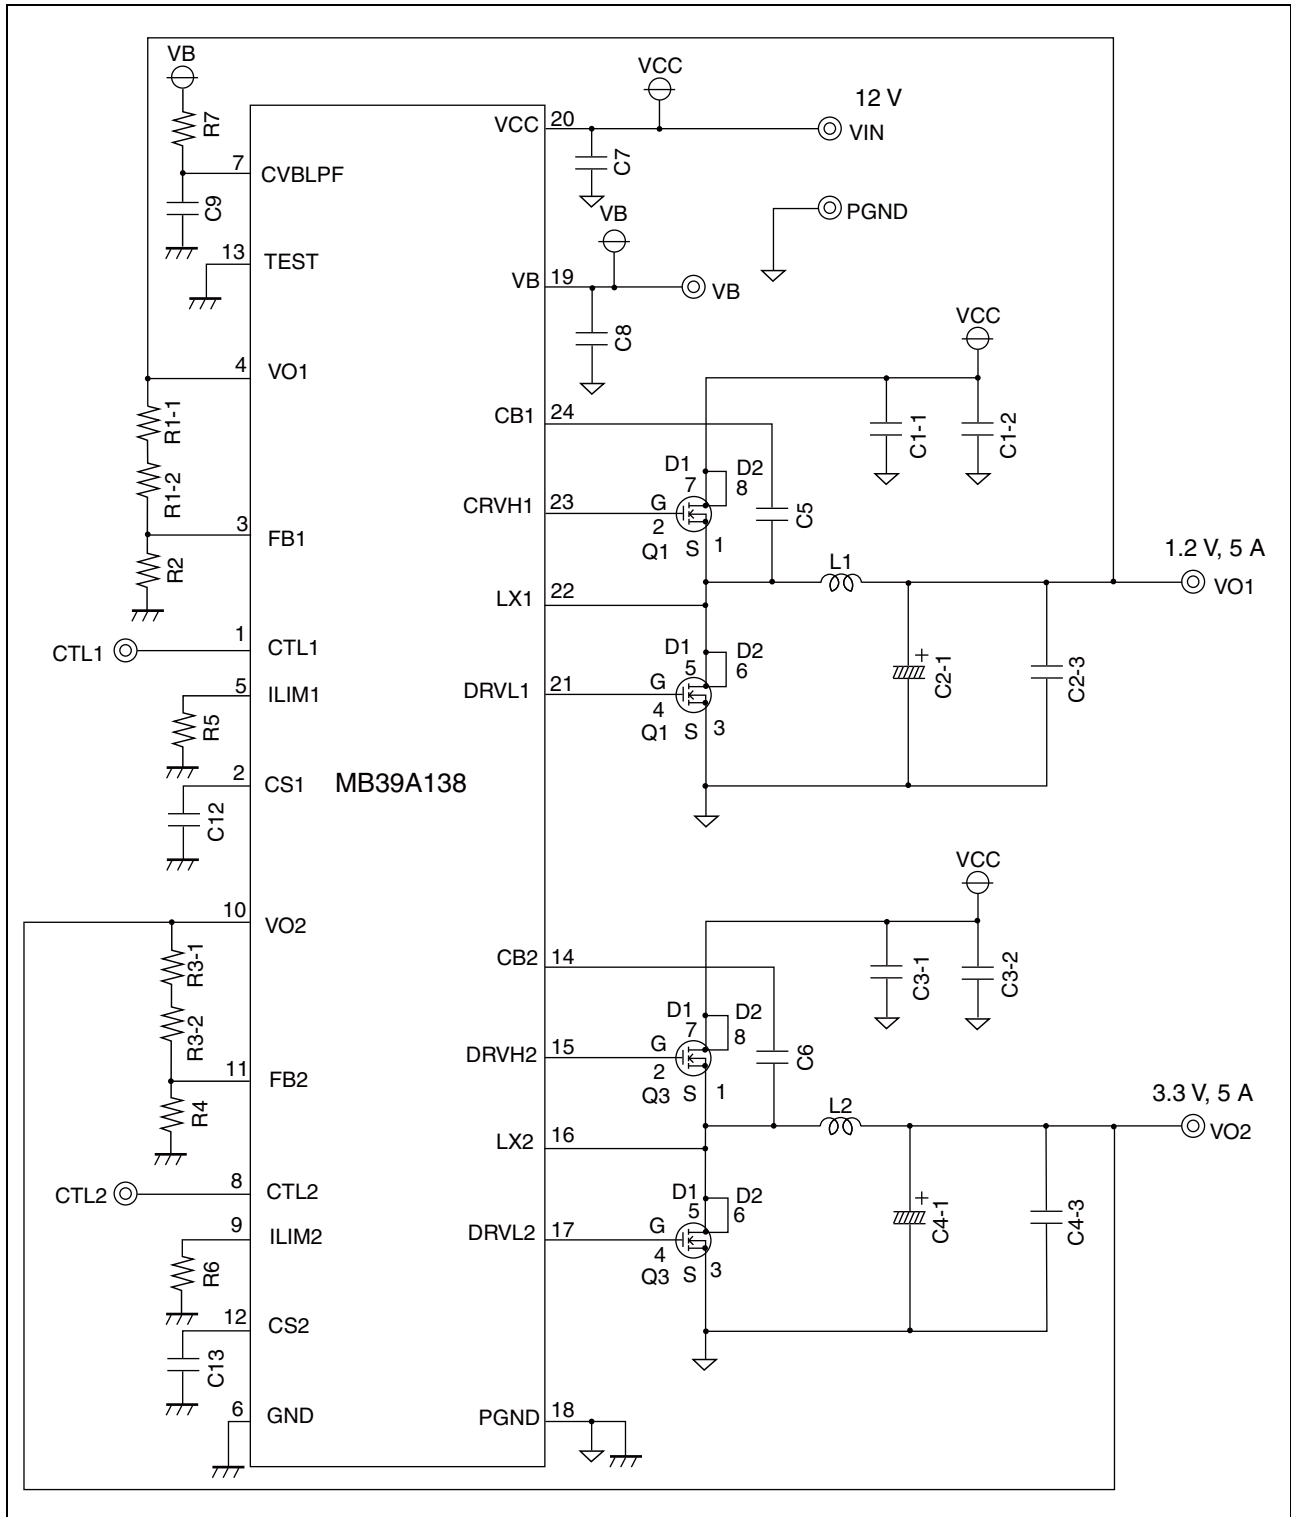 VB
R7
7
CVBLPF
C9
13
TEST
4
VO1
R1-1
R1-2
3
FB1
R2
CTL1
1
CTL1
5
ILIM1
R5
2
CS1
C12
MB39A138
10
VO2
R3-1
R3-2
11
FB2
R4
CTL2
8
CTL2
9
ILIM2
R6
12
CS2
C13
6
GND
VCC
20
VCC
12 V
VIN
C7
PGND
VB
VB
19
VB
C8
VCC
C1-1
C1-2
CB1
24
D1
7
D2
8
CRVH1
23
G
2
Q1
S
1
C5
LX1
22
L1
1.2 V, 5 A
VO1
D1
5
D2
6
DRVL1
21
G
4
Q1
S
3
+
C2-1
C2-3
VCC
C3-1
C3-2
CB2
14
D1
7
D2
8
DRVH2
15
G
2
Q3
S
1
C6
LX2
16
L2
3.3 V, 5 A
VO2
D1
5
D2
6
DRVL2
17
G
4
Q3
S
3
+
C4-1
C4-3
PGND
18